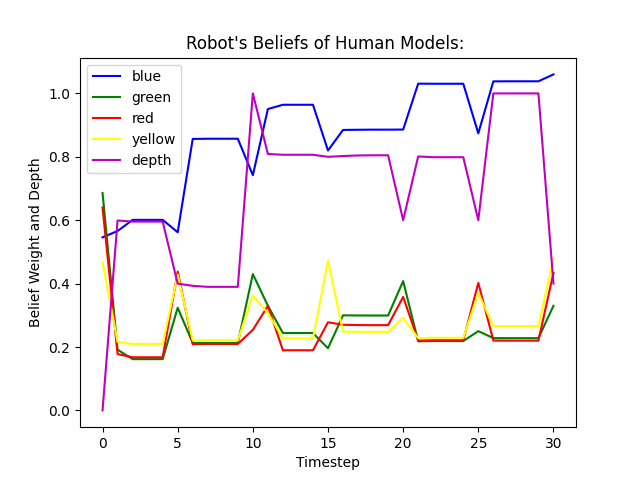 Robot's Beliefs of Human Models:
blue
green
red
yellow
depth
Belief Weight and Depth
1.0
0.8
0.6
0.4
0.2
0.0
0 5 10 15 20 25 30
Timestep